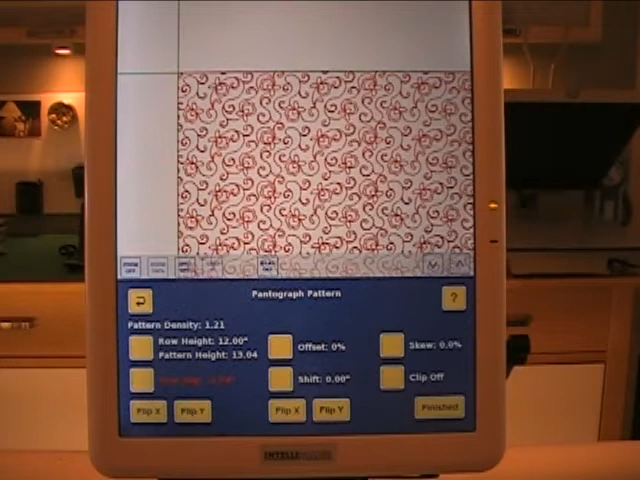 Pantograph Pattern
?
Pattern Density: 1.21
Row Height: 12.00"
Pattern Height: 13.04
Offset: 0%
Skew: 0.0%
Shift: 0.00"
Clip Off
Flip X
Flip Y
Flip X
Flip Y
Finished